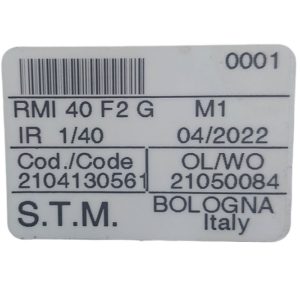 0001
RMI 40 F2 G M1
IR 1/40 04/2022
Cod./Code OL/WO
2104130561 21050084
S.T.M. BOLOGNA
Italy